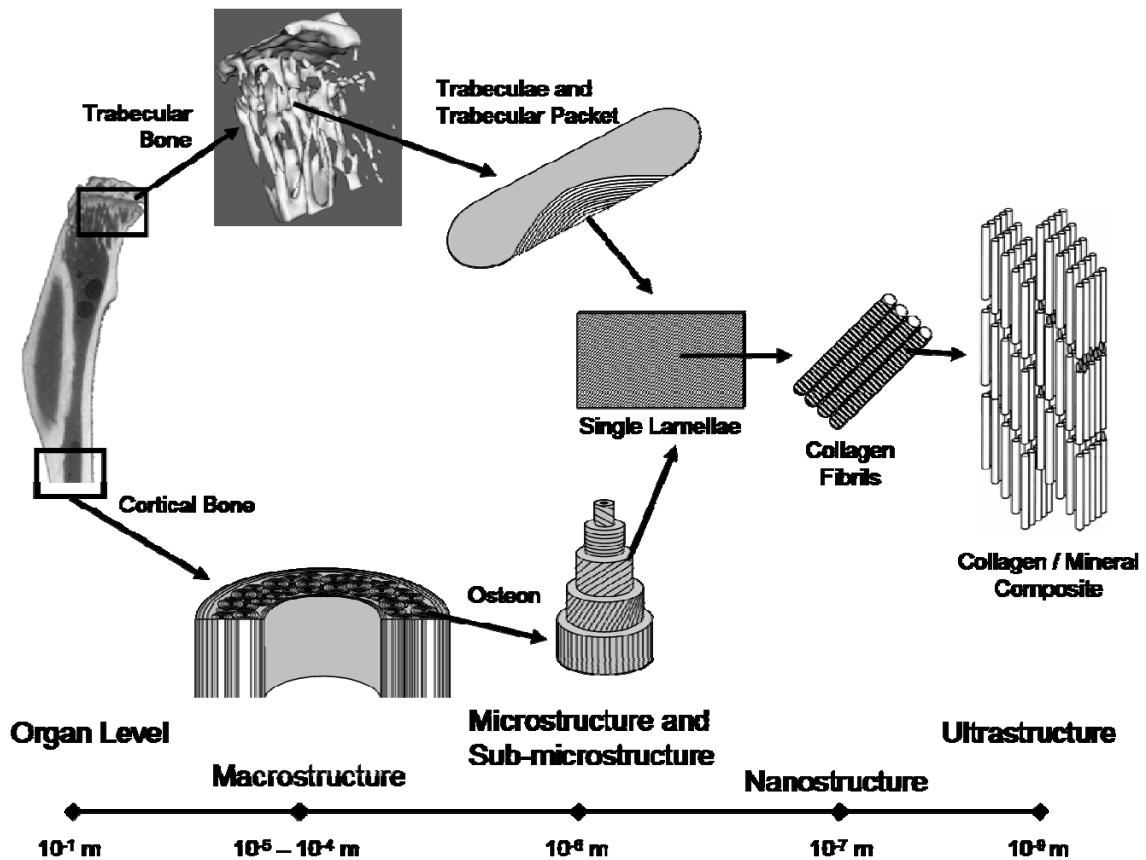 Trabecular
Bone
Trabeculae and
Trabecular Packet
Single Lamellae
Collagen
Fibrils
Collagen / Mineral
Composite
Cortical Bone
Osteon
Organ Level
Macrostructure
Microstructure and
Sub-microstructure
Nanostructure
Ultrastructure
10⁻¹ m
10⁻⁵ – 10⁻⁴ m
10⁻⁶ m
10⁻⁷ m
10⁻⁹ m